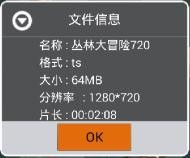 文件信息
名称 : 丛林大冒险720
格式 : ts
大小 : 64MB
分辨率 : 1280*720
片长 : 00:02:08
OK